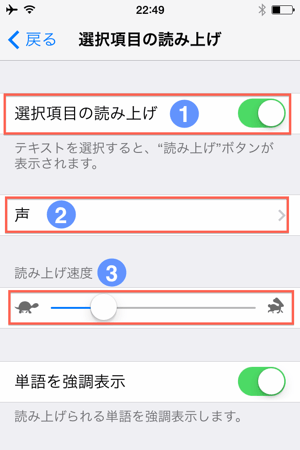 22:49
戻る
選択項目の読み上げ
選択項目の読み上げ 1
テキストを選択すると、“読み上げ”ボタンが
表示されます。
声 2
読み上げ速度 3
単語を強調表示
読み上げられる単語を強調表示します。